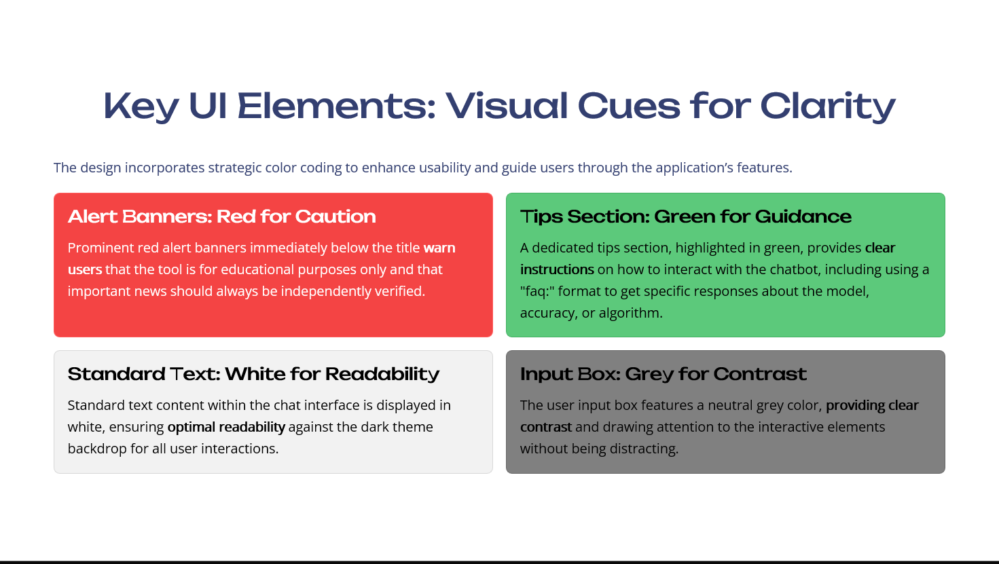 Key UI Elements: Visual Cues for Clarity
The design incorporates strategic color coding to enhance usability and guide users through the application’s features.
Alert Banners: Red for Caution
Prominent red alert banners immediately below the title warn
users that the tool is for educational purposes only and that
important news should always be independently verified.
Tips Section: Green for Guidance
A dedicated tips section, highlighted in green, provides clear
instructions on how to interact with the chatbot, including using a
"faq:" format to get specific responses about the model,
accuracy, or algorithm.
Standard Text: White for Readability
Standard text content within the chat interface is displayed in
white, ensuring optimal readability against the dark theme
backdrop for all user interactions.
Input Box: Grey for Contrast
The user input box features a neutral grey color, providing clear
contrast and drawing attention to the interactive elements
without being distracting.